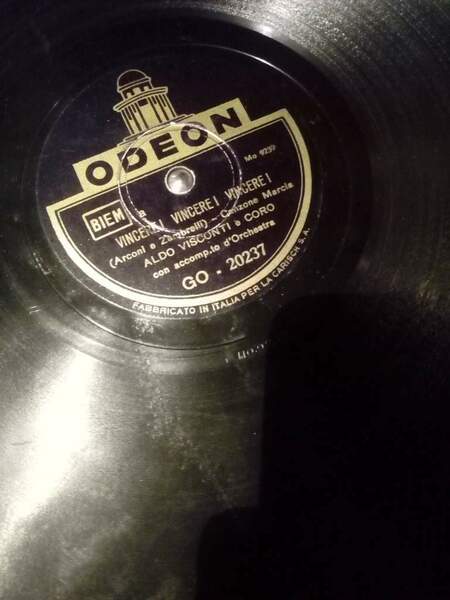 ODEON
Mo 9237
BIEM a
VINCERE! VINCERE! VINCERE!
(Arconi e Zambrelli) - Canzone Marcia
ALDO VISCONTI e CORO
con accomp.to d'Orchestra
GO - 20237
FABBRICATO IN ITALIA PER LA CARISCH S.A.